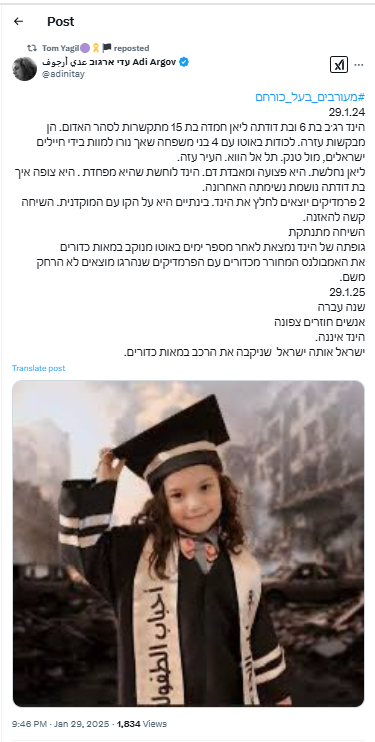 Post
Tom Yagil🟣🎗️🏴 reposted
עדי ארגוב عدي أرجوف Adi Argov
@adinitay
#מעורבים_בעל_כורחם
29.1.24
הינד רג׳ב בת 6 ובת דודתה ליאן חמדה בת 15 מתקשרות לסהר האדום. הן
מבקשות עזרה. לכודות באוטו עם 4 בני משפחה שאך נורו למוות בידי חיילים
ישראלים, מול טנק. תל אל הווא. העיר עזה.
ליאן נחלשת. היא פצועה ומאבדת דם. הינד לוחשת שהיא מפחדת . היא צופה איך
בת דודתה נושמת נשימתה האחרונה.
2 פרמדיקים יוצאים לחלץ את הינד. בינתיים היא על הקו עם המוקדנית. השיחה
קשה להאזנה.
השיחה מתנתקת
גופתה של הינד נמצאת לאחר מספר ימים באוטו מנוקב במאות כדורים
את האמבולנס המחורר מכדורים עם הפרמדיקים שנהרגו מוצאים לא הרחק
משם.
29.1.25
שנה עברה
אנשים חוזרים צפונה
הינד איננה.
ישראל אותה ישראל שניקבה את הרכב במאות כדורים.
Translate post
أحباب الطفولة
9:46 PM · Jan 29, 2025 · 1,834 Views